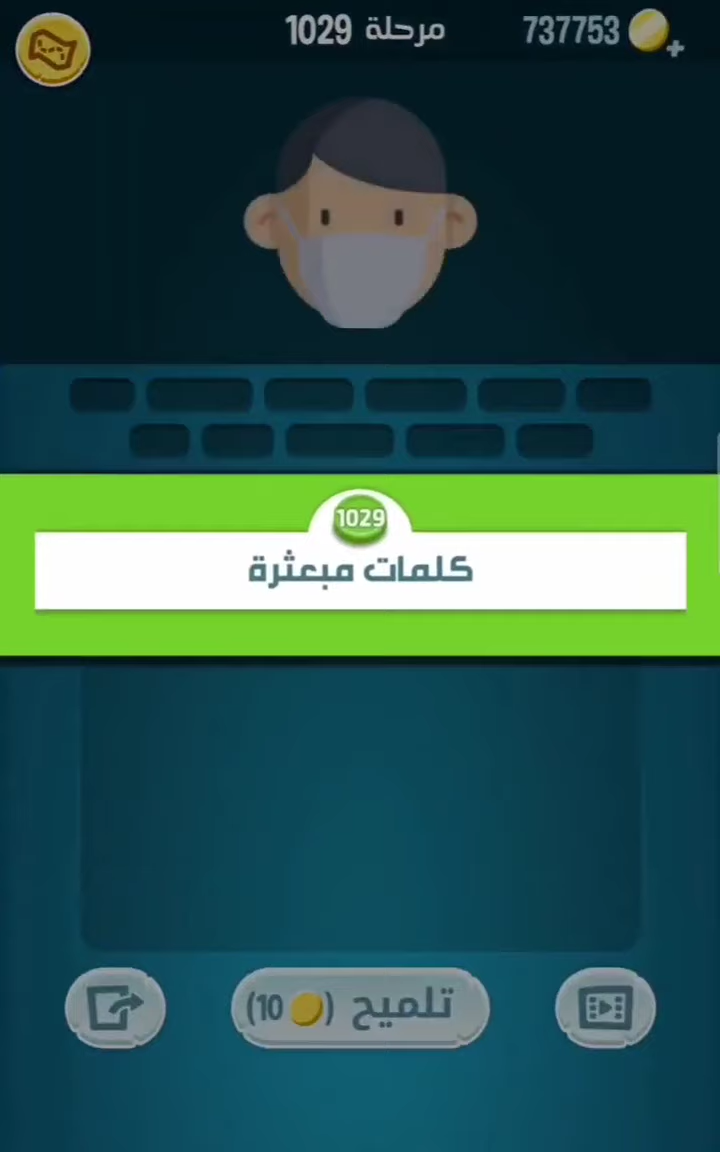 مرحلة 1029
737753
1029
كلمات مبعثرة
تلميح (10)